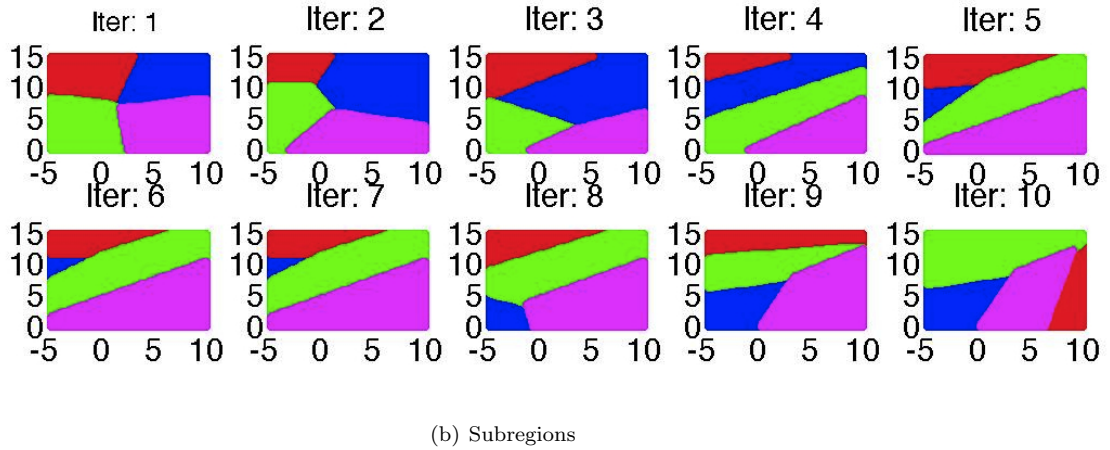 Iter: 1 Iter: 2 Iter: 3 Iter: 4 Iter: 5
15 15 15 15 15
10 10 10 10 10
5 5 5 5 5
0 0 0 0 0
-5 0 5 10 -5 0 5 10 -5 0 5 10 -5 0 5 10 -5 0 5 10
Iter: 6 Iter: 7 Iter: 8 Iter: 9 Iter: 10
15 15 15 15 15
10 10 10 10 10
5 5 5 5 5
0 0 0 0 0
-5 0 5 10 -5 0 5 10 -5 0 5 10 -5 0 5 10 -5 0 5 10
(b) Subregions